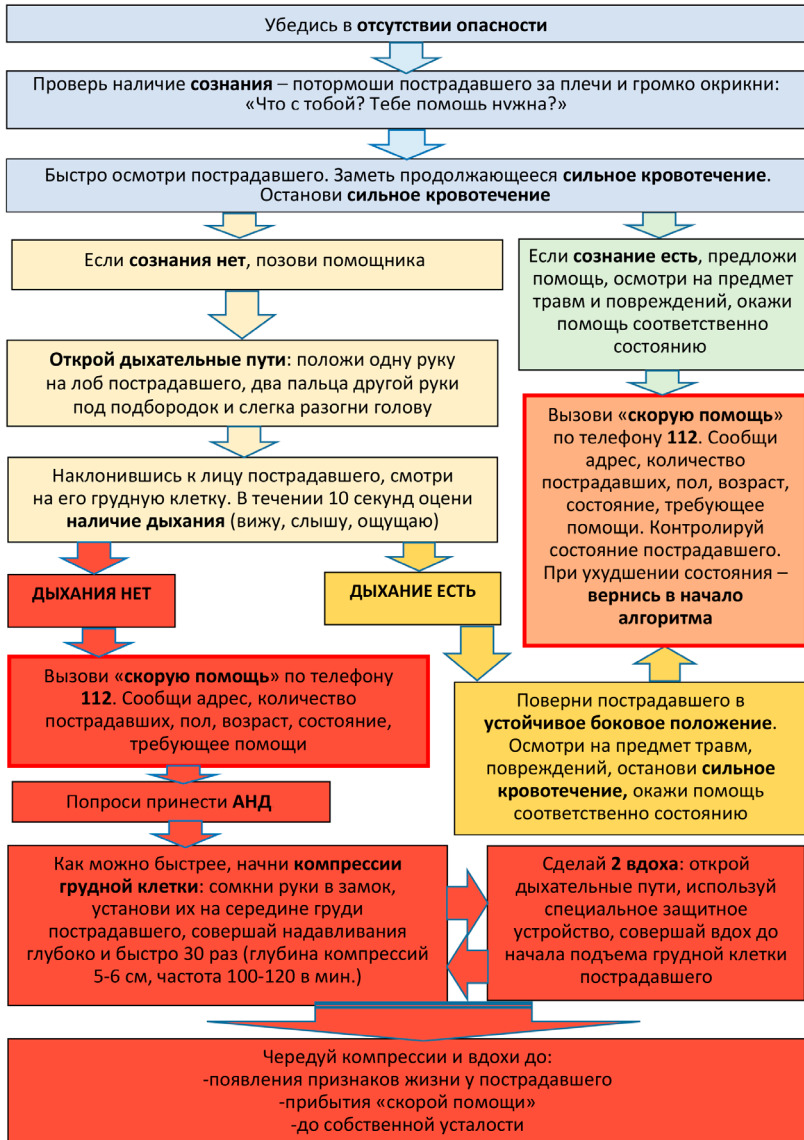 Убедись в отсутствии опасности
Проверь наличие сознания – потормоши пострадавшего за плечи и громко окрикни:
«Что с тобой? Тебе помощь нужна?»
Быстро осмотри пострадавшего. Заметь продолжающееся сильное кровотечение.
Останови сильное кровотечение
Если сознания нет, позови помощника
Если сознание есть, предложи
помощь, осмотри на предмет
травм и повреждений, окажи
помощь соответственно
состоянию
Открой дыхательные пути: положи одну руку
на лоб пострадавшего, два пальца другой руки
под подбородок и слегка разогни голову
Вызови «скорую помощь»
по телефону 112. Сообщи
адрес, количество
пострадавших, пол, возраст,
состояние, требующее
помощи. Контролируй
состояние пострадавшего.
При ухудшении состояния –
вернись в начало
алгоритма
Наклонившись к лицу пострадавшего, смотри
на его грудную клетку. В течении 10 секунд оцени
наличие дыхания (вижу, слышу, ощущаю)
ДЫХАНИЯ НЕТ
ДЫХАНИЕ ЕСТЬ
Вызови «скорую помощь» по телефону
112. Сообщи адрес, количество
пострадавших, пол, возраст, состояние,
требующее помощи
Поверни пострадавшего в
устойчивое боковое положение.
Осмотри на предмет травм,
повреждений, останови сильное
кровотечение, окажи помощь
соответственно состоянию
Попроси принести АНД
Как можно быстрее, начни компрессии
грудной клетки: сомкни руки в замок,
установи их на середине груди
пострадавшего, совершай надавливания
глубоко и быстро 30 раз (глубина компрессий
5-6 см, частота 100-120 в мин.)
Сделай 2 вдоха: открой
дыхательные пути, используй
специальное защитное
устройство, совершай вдох до
начала подъема грудной клетки
пострадавшего
Чередуй компрессии и вдохи до:
-появления признаков жизни у пострадавшего
-прибытия «скорой помощи»
-до собственной усталости